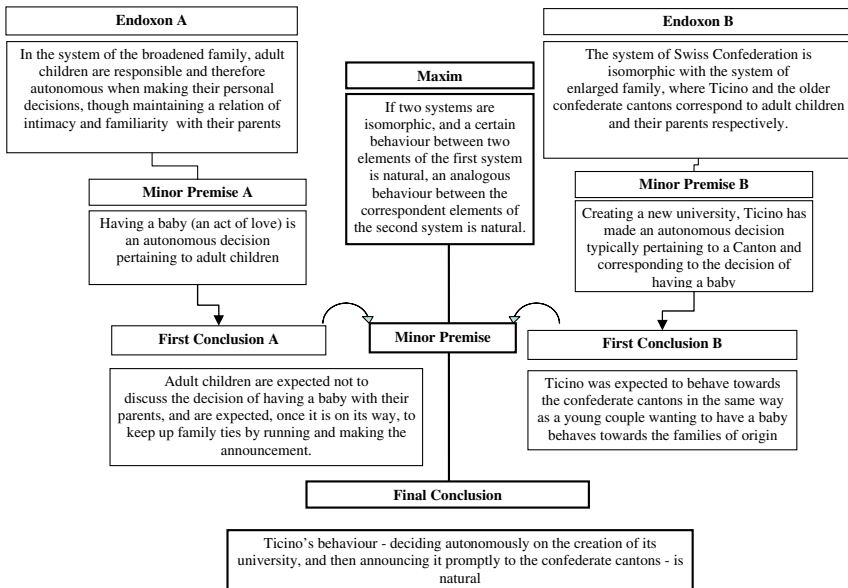 Endoxon A
In the system of the broadened family, adult
children are responsible and therefore
autonomous when making their personal
decisions, though maintaining a relation of
intimacy and familiarity with their parents
Minor Premise A
Having a baby (an act of love) is
an autonomous decision
pertaining to adult children
First Conclusion A
Adult children are expected not to
discuss the decision of having a baby with their
parents, and are expected, once it is on its way, to
keep up family ties by running and making the
announcement.
Maxim
If two systems are
isomorphic, and a certain
behaviour between two
elements of the first system
is natural, an analogous
behaviour between the
correspondent elements of
the second system is natural.
Minor Premise
Endoxon B
The system of Swiss Confederation is
isomorphic with the system of
enlarged family, where Ticino and the older
confederate cantons correspond to adult children
and their parents respectively.
Minor Premise B
Creating a new university, Ticino has
made an autonomous decision
typically pertaining to a Canton and
corresponding to the decision of
having a baby
First Conclusion B
Ticino was expected to behave towards
the confederate cantons in the same way
as a young couple wanting to have a baby
behaves towards the families of origin
Final Conclusion
Ticino's behaviour - deciding autonomously on the creation of its
university, and then announcing it promptly to the confederate cantons - is
natural